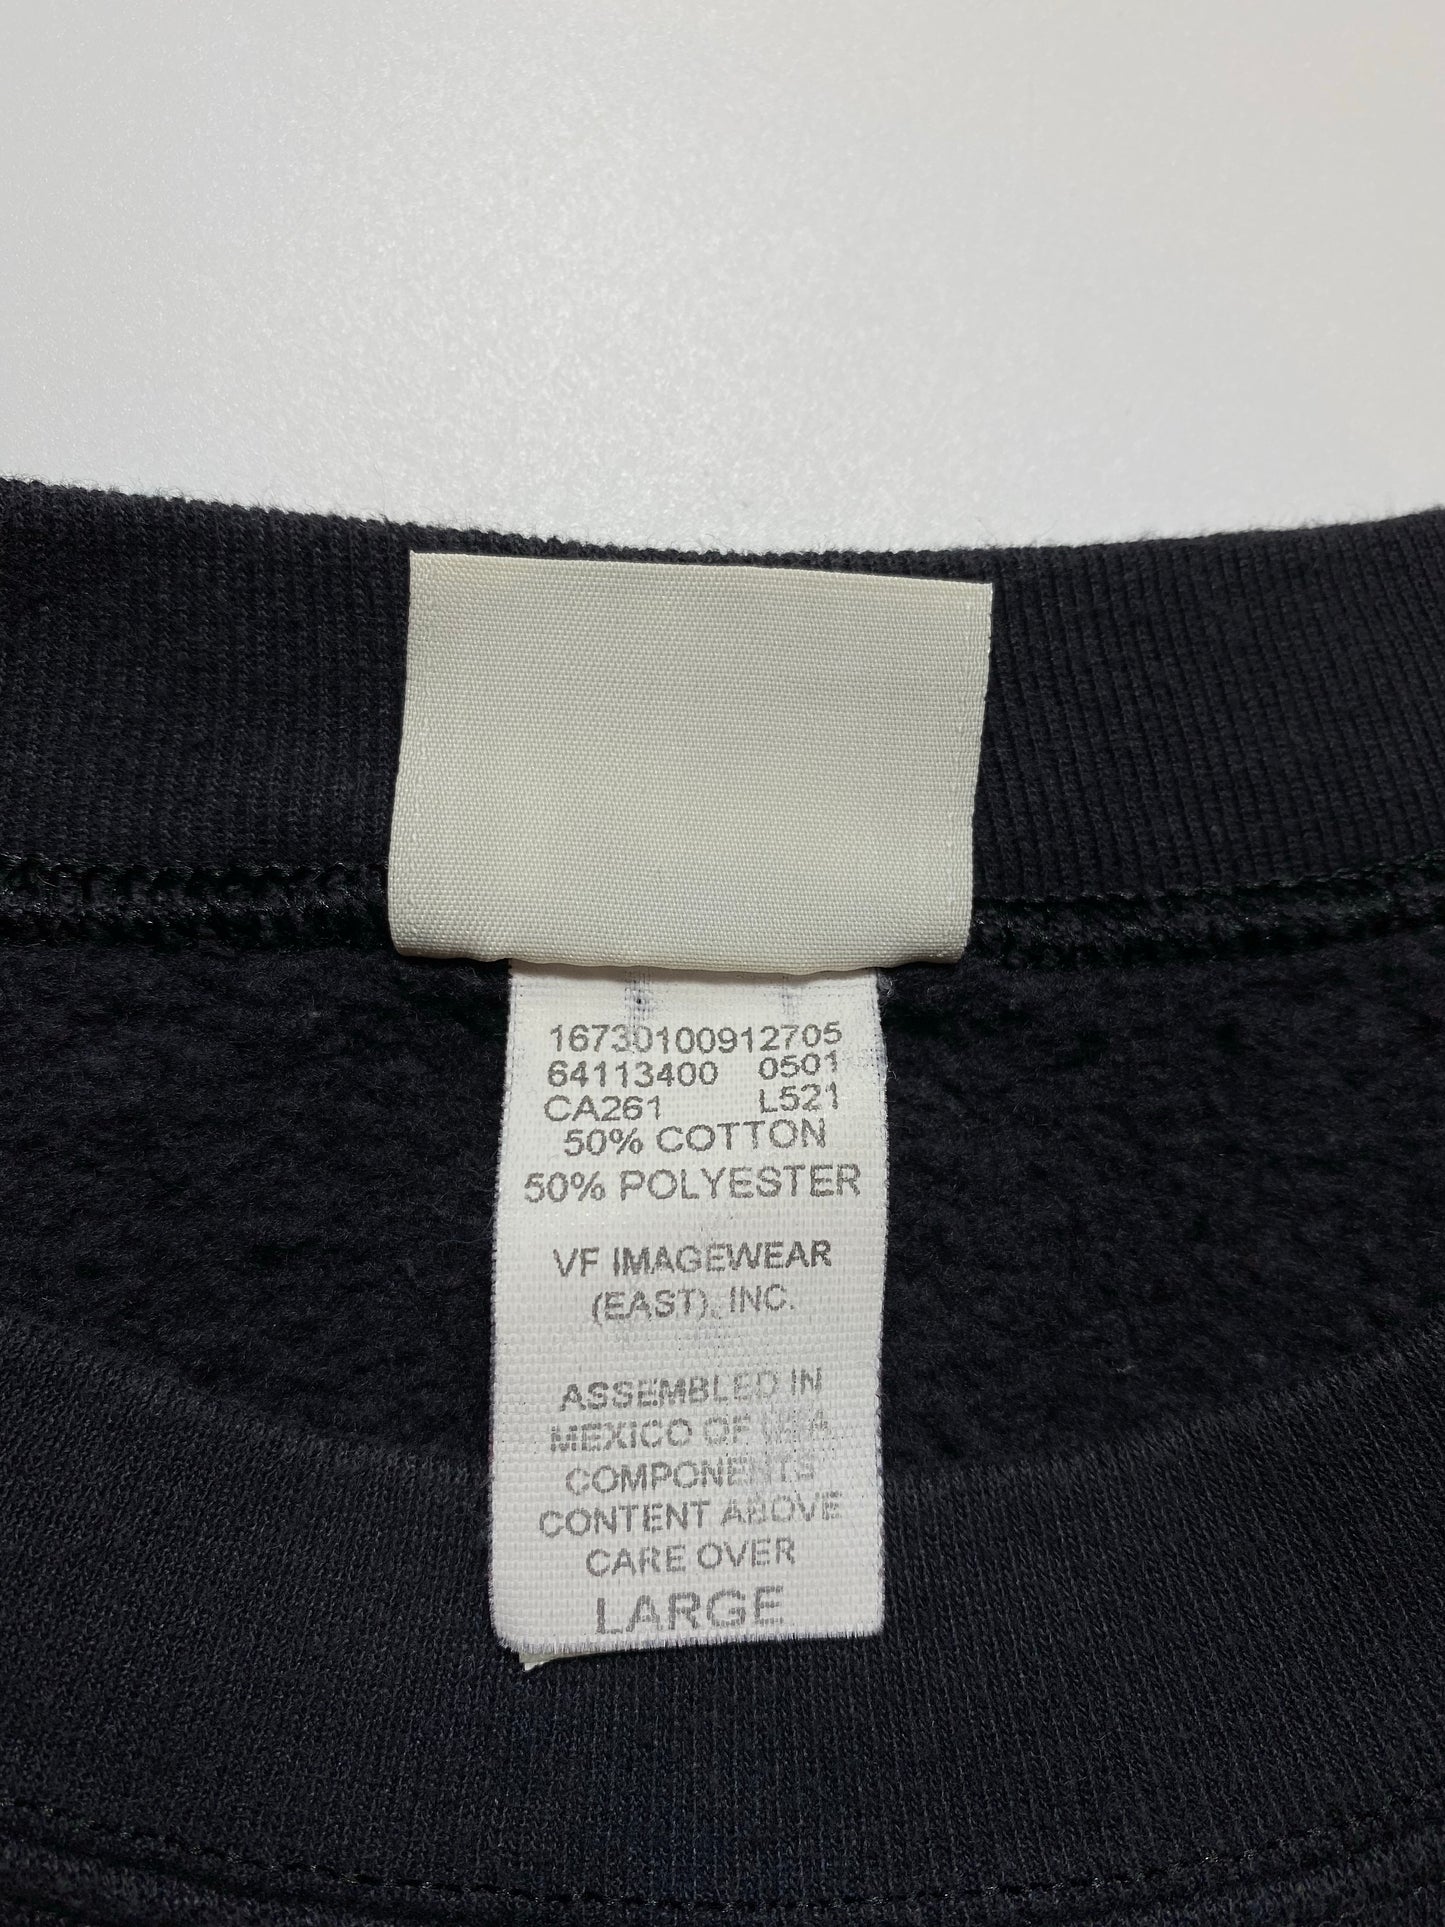 16730100912705
64113400 0501
CA261 L521
50% COTTON
50% POLYESTER
VF IMAGEWEAR
(EAST), INC.
ASSEMBLED IN
MEXICO OF
COMPONENTS
CONTENT ABOVE
CARE OVER
LARGE